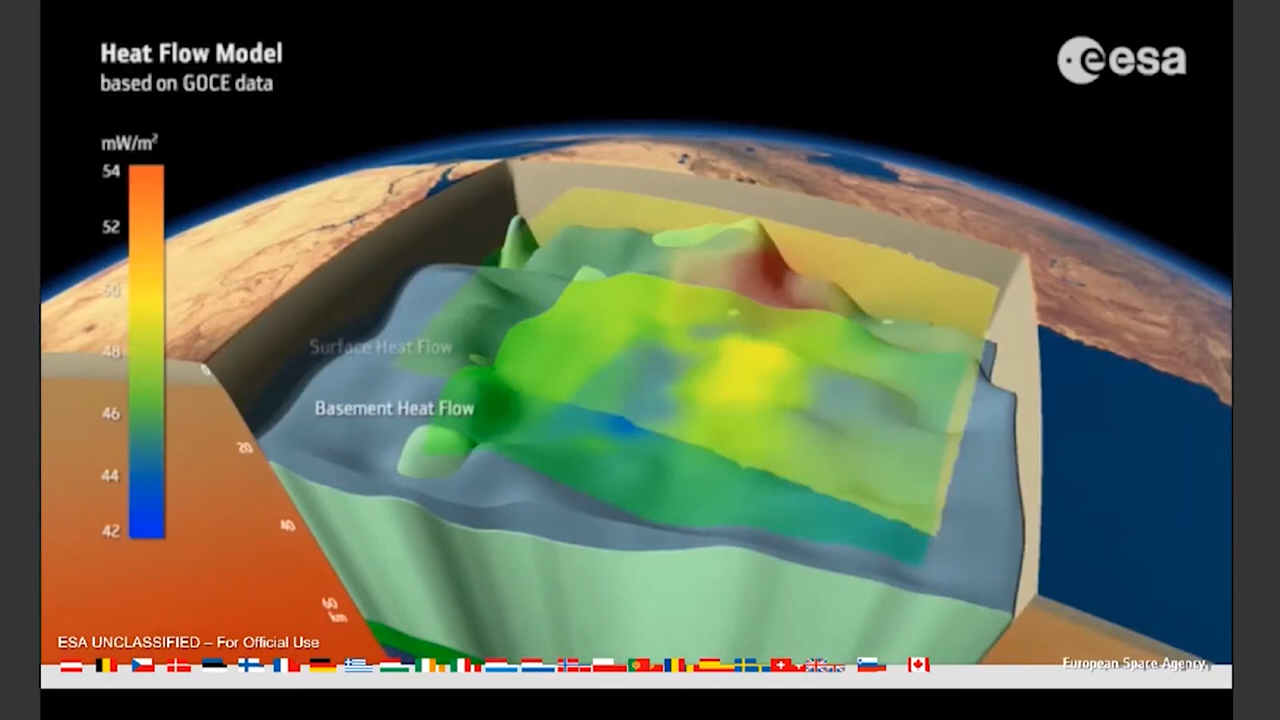 Heat Flow Model
based on GOCE data
esa
mW/m²
54
52
50
48
46
44
42
Surface Heat Flow
Basement Heat Flow
0
20
40
60
km
ESA UNCLASSIFIED – For Official Use
European Space Agency